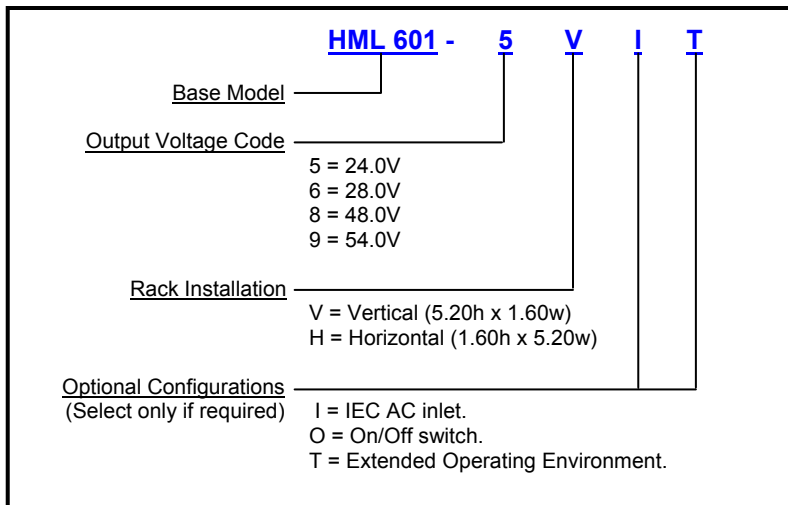 HML 601 - 5 V I T
Base Model
Output Voltage Code
5 = 24.0V
6 = 28.0V
8 = 48.0V
9 = 54.0V
Rack Installation
V = Vertical (5.20h x 1.60w)
H = Horizontal (1.60h x 5.20w)
Optional Configurations
(Select only if required)
I = IEC AC inlet.
O = On/Off switch.
T = Extended Operating Environment.